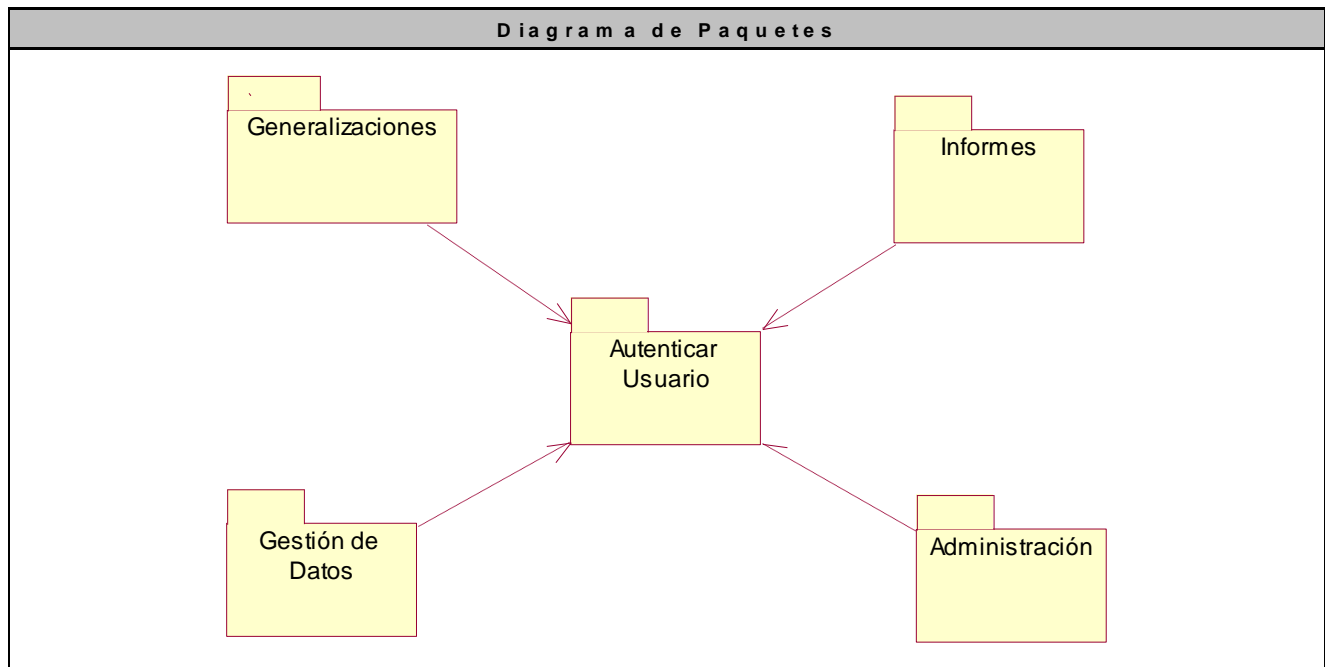 Diagrama de Paquetes
Generalizaciones
Informes
Autenticar
Usuario
Gestión de
Datos
Administración